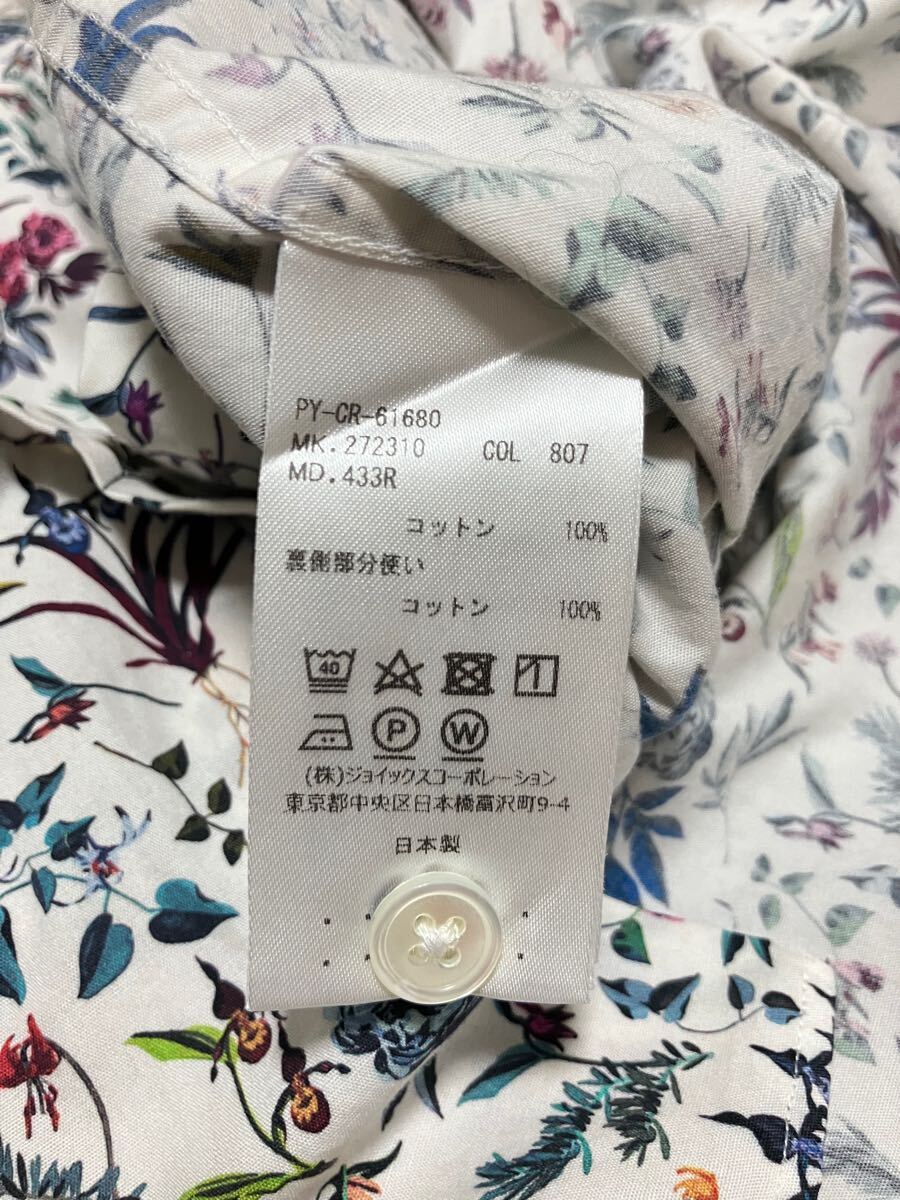 PY-CR-61680
MK.272310 COL 807
MD.433R
コットン 100%
裏側部分使い
コットン 100%
40
P W
(株)ジョイックスコーポレーション
東京都中央区日本橋富沢町9-4
日本製